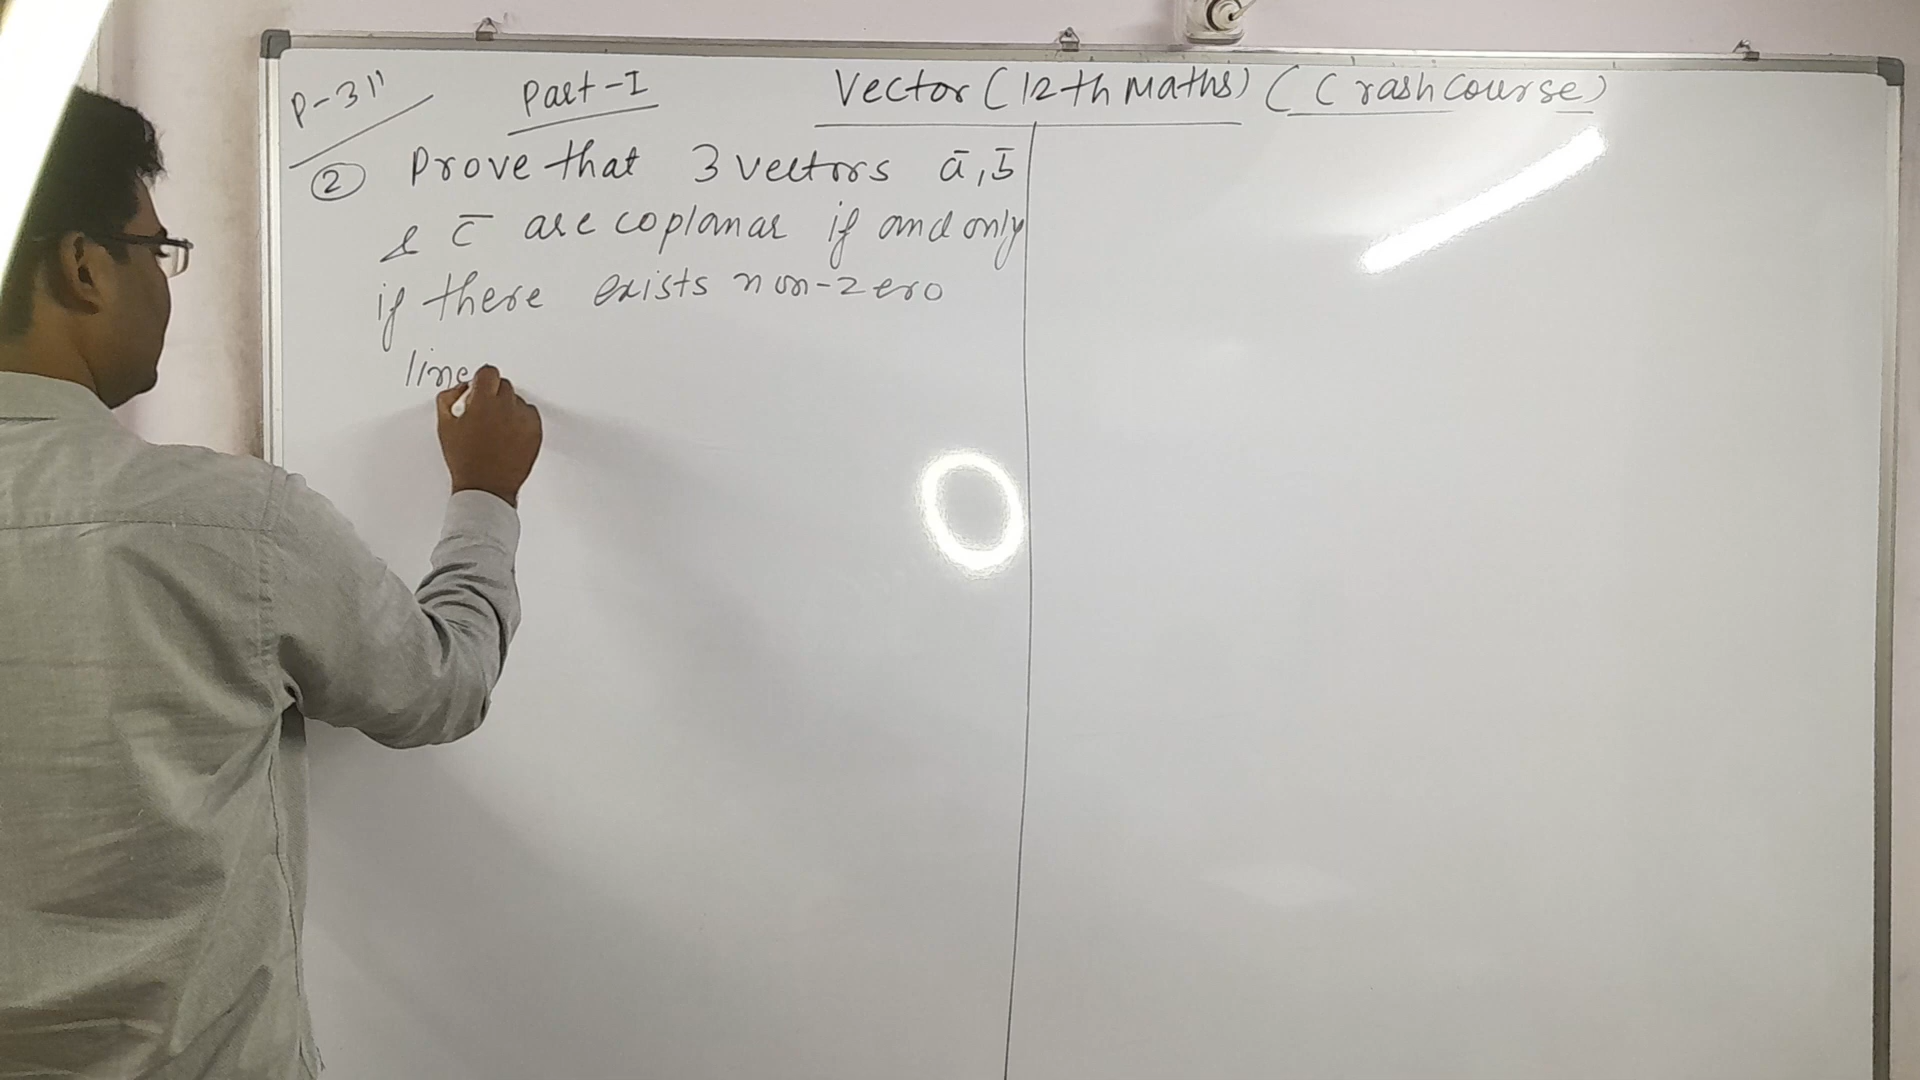 P-311 Part-I Vector (12th Maths) (Crash Course)
② Prove that 3 vectors a̅, b̅
& c̅ are coplanar if and only
if there exists non-zero
line